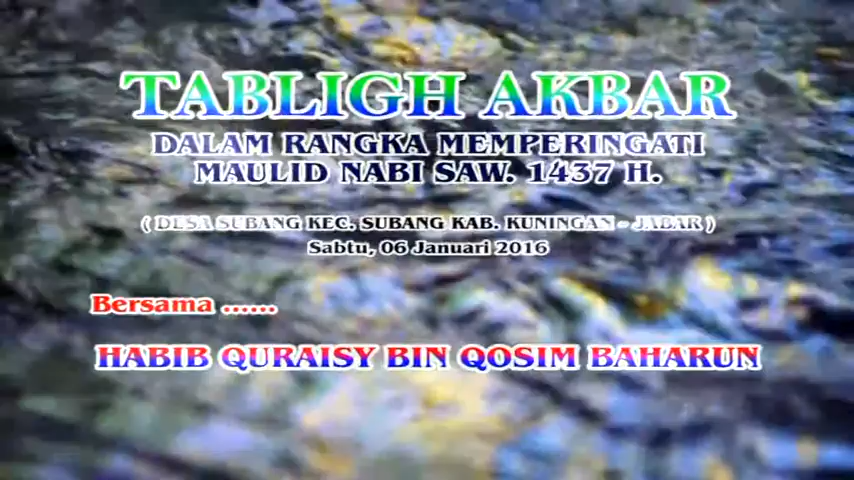 TABLIGH AKBAR
DALAM RANGKA MEMPERINGATI
MAULID NABI SAW. 1437 H.
( DESA SUBANG KEC. SUBANG KAB. KUNINGAN - JABAR )
Sabtu, 06 Januari 2016
Bersama ......
HABIB QURAISY BIN QOSIM BAHARUN